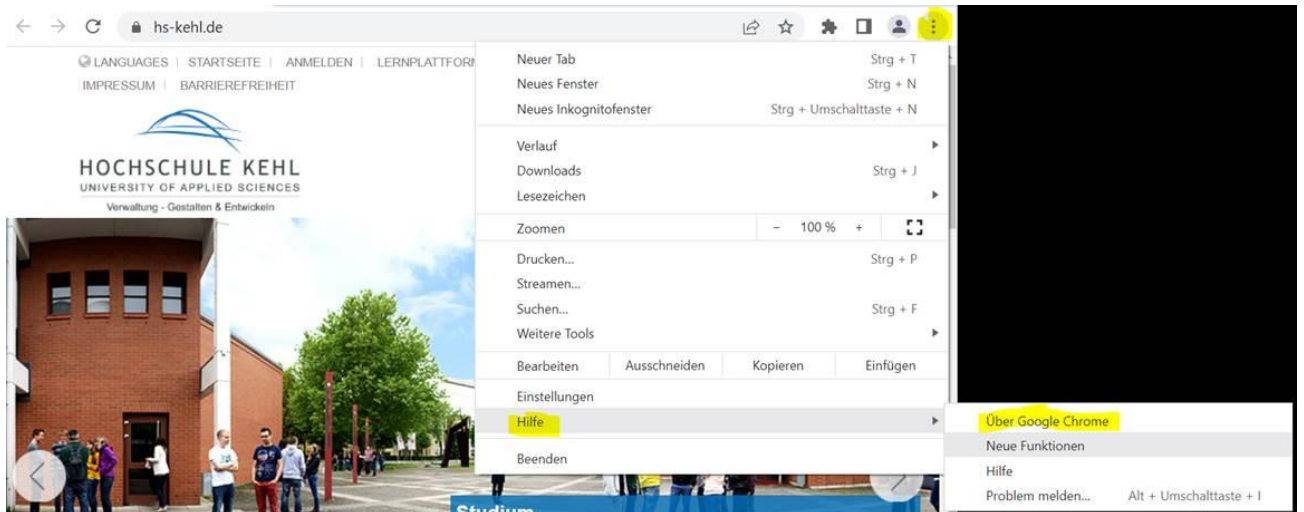 hs-kehl.de
LANGUAGES | STARTSEITE | ANMELDEN | LERNPLATTFOR
IMPRESSUM | BARRIEREFREIHEIT
HOCHSCHULE KEHL
UNIVERSITY OF APPLIED SCIENCES
Verwaltung - Gestalten & Entwickeln
Neuer Tab Strg + T
Neues Fenster Strg + N
Neues Inkognitofenster Strg + Umschalttaste + N
Verlauf
Downloads Strg + J
Lesezeichen
Zoomen - 100 % +
Drucken... Strg + P
Streamen...
Suchen... Strg + F
Weitere Tools
Bearbeiten Ausschneiden Kopieren Einfügen
Einstellungen
Hilfe
Beenden
Über Google Chrome
Neue Funktionen
Hilfe
Problem melden... Alt + Umschalttaste + I
Studium